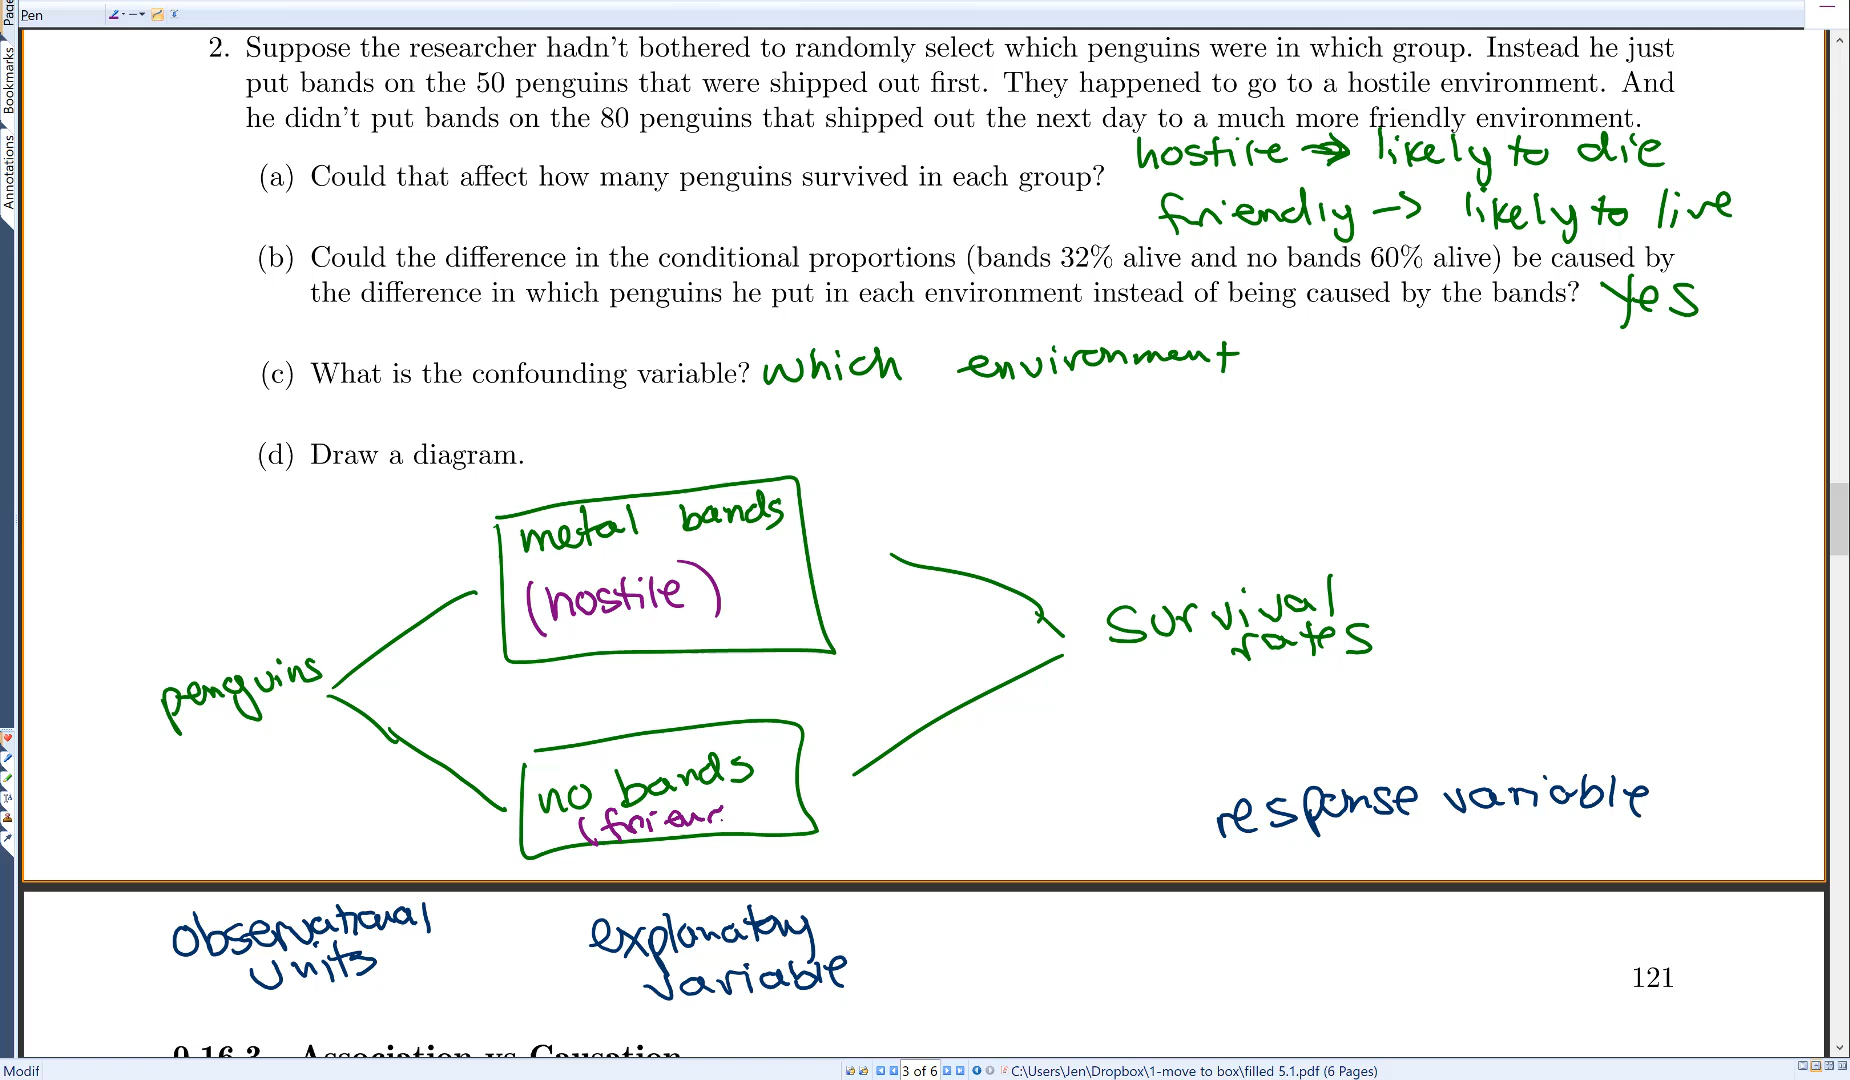 Pen
Page
Bookmarks
Annotations
2. Suppose the researcher hadn't bothered to randomly select which penguins were in which group. Instead he just
put bands on the 50 penguins that were shipped out first. They happened to go to a hostile environment. And
he didn't put bands on the 80 penguins that shipped out the next day to a much more friendly environment.
hostile → likely to die
(a) Could that affect how many penguins survived in each group?
friendly → likely to live
(b) Could the difference in the conditional proportions (bands 32% alive and no bands 60% alive) be caused by
the difference in which penguins he put in each environment instead of being caused by the bands? Yes
(c) What is the confounding variable? which environment
(d) Draw a diagram.
metal bands
(hostile)
survival
rates
penguins
no bands
(frien
response variable
observational
units
explanatory
variable
121
0.16.3 Association vs Causation
Modif
3 of 6
C:\Users\Jen\Dropbox\1-move to box\filled 5.1.pdf (6 Pages)